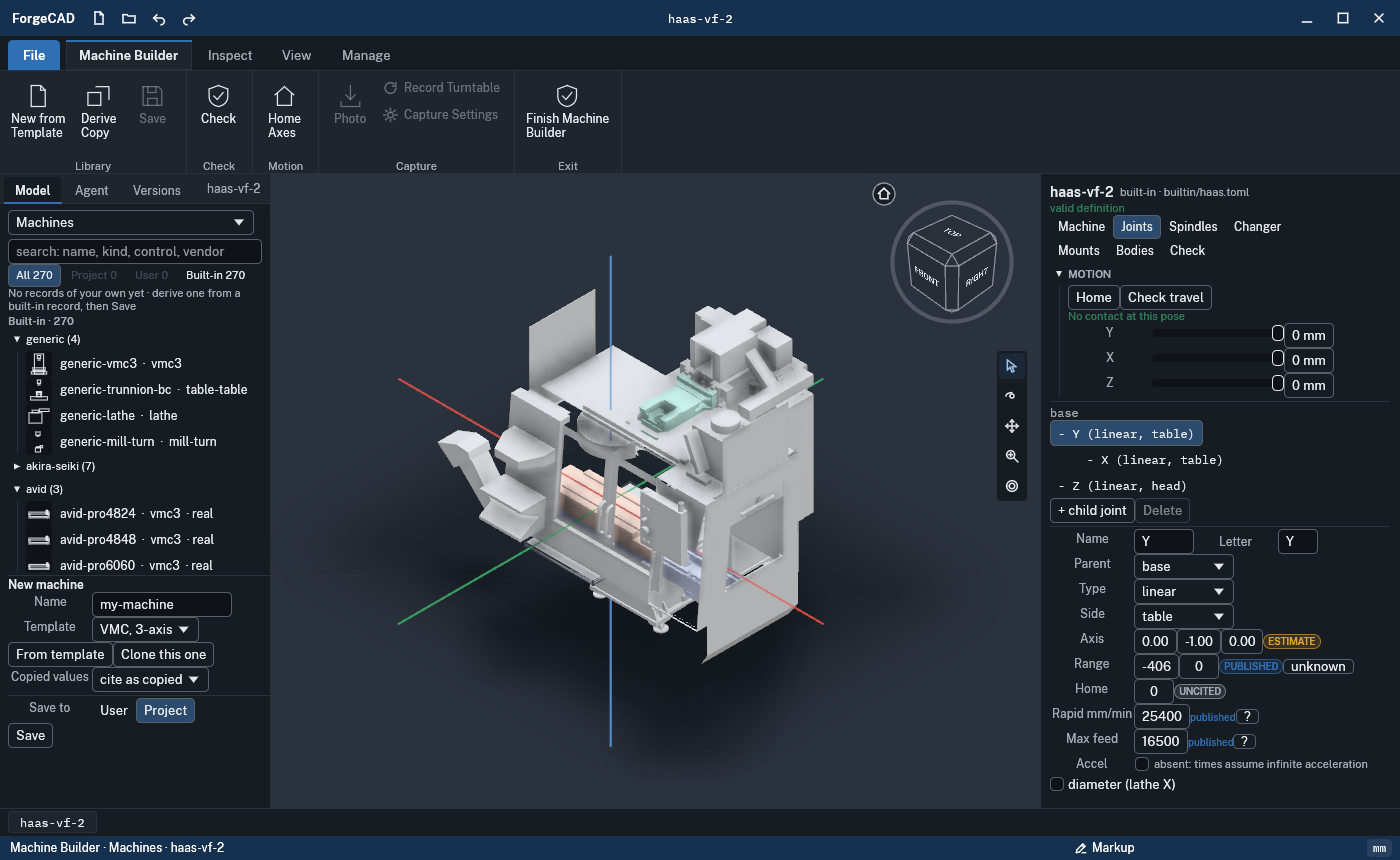 ForgeCAD
haas-vf-2
File
Machine Builder
Inspect
View
Manage
New from Template
Derive Copy
Save
Check
Home Axes
Photo
Record Turntable
Capture Settings
Finish Machine Builder
Library
Check
Motion
Capture
Exit
Model
Agent
Versions
haas-vf-2
Machines
search: name, kind, control, vendor
All 270
Project 0
User 0
Built-in 270
No records of your own yet · derive one from a
built-in record, then Save
Built-in · 270
generic (4)
generic-vmc3 · vmc3
generic-trunnion-bc · table-table
generic-lathe · lathe
generic-mill-turn · mill-turn
akira-seiki (7)
avid (3)
avid-pro4824 · vmc3 · real
avid-pro4848 · vmc3 · real
avid-pro6060 · vmc3 · real
New machine
Name my-machine
Template VMC, 3-axis
From template Clone this one
Copied values cite as copied
Save to User Project
Save
TOP
FRONT
RIGHT
haas-vf-2 built-in · builtin/haas.toml
valid definition
Machine Joints Spindles Changer
Mounts Bodies Check
MOTION
Home Check travel
No contact at this pose
Y 0 mm
X 0 mm
Z 0 mm
base
- Y (linear, table)
- X (linear, table)
- Z (linear, head)
+ child joint Delete
Name Y Letter Y
Parent base
Type linear
Side table
Axis 0.00 -1.00 0.00 ESTIMATE
Range -406 0 PUBLISHED unknown
Home 0 UNCITED
Rapid mm/min 25400 published ?
Max feed 16500 published ?
Accel absent: times assume infinite acceleration
diameter (lathe X)
haas-vf-2
Machine Builder · Machines · haas-vf-2
Markup
mm